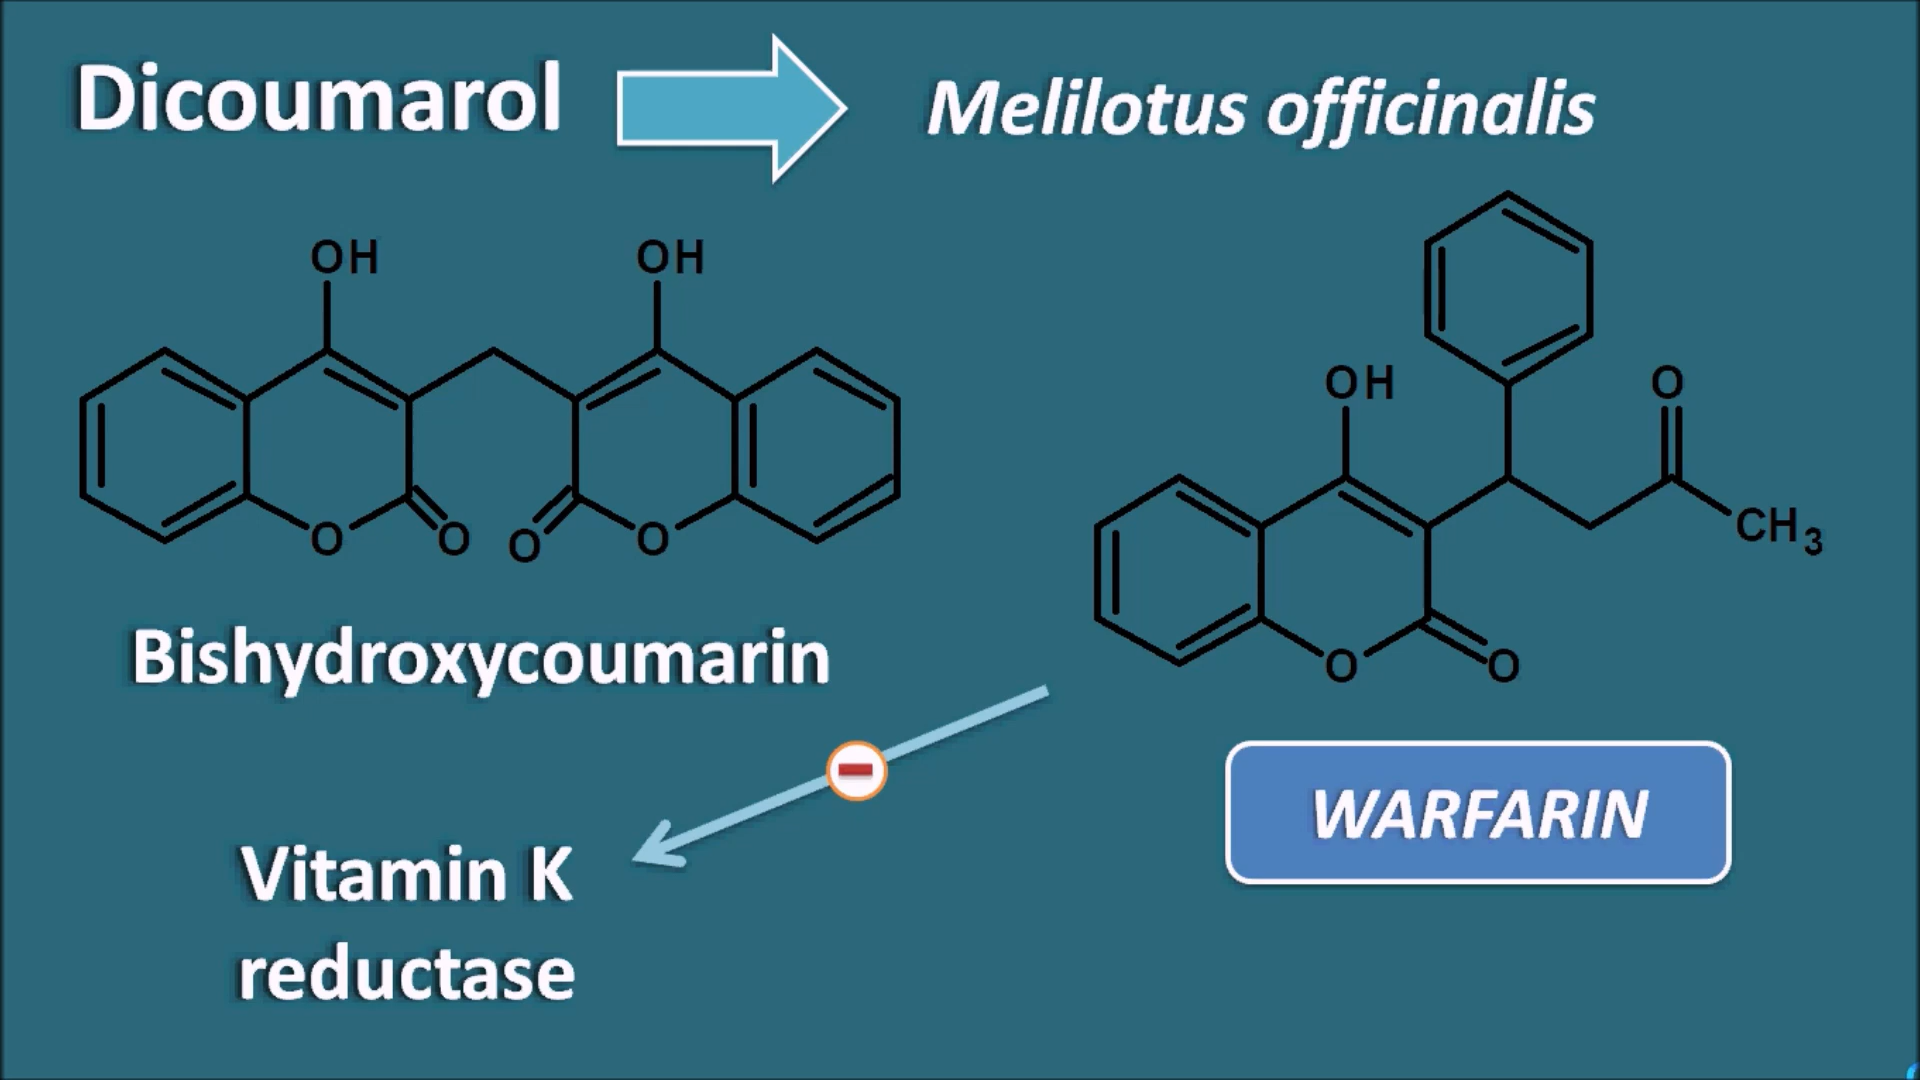 Dicoumarol
Melilotus officinalis
OH
OH
O
O
O
O
OH
O
CH3
O
O
Bishydroxycoumarin
WARFARIN
Vitamin K
reductase